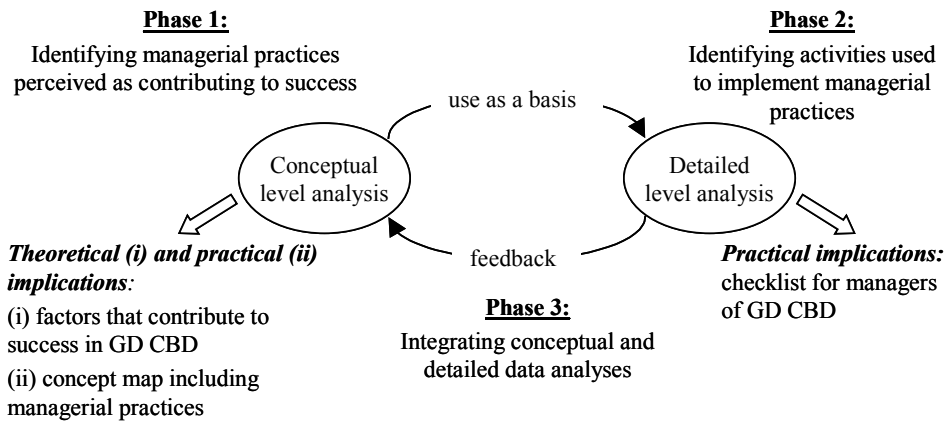 Phase 1:
Identifying managerial practices
perceived as contributing to success
Phase 2:
Identifying activities used
to implement managerial
practices
use as a basis
Conceptual
level analysis
Detailed
level analysis
feedback
Theoretical (i) and practical (ii)
implications:
(i) factors that contribute to
success in GD CBD
(ii) concept map including
managerial practices
Phase 3:
Integrating conceptual and
detailed data analyses
Practical implications:
checklist for managers
of GD CBD